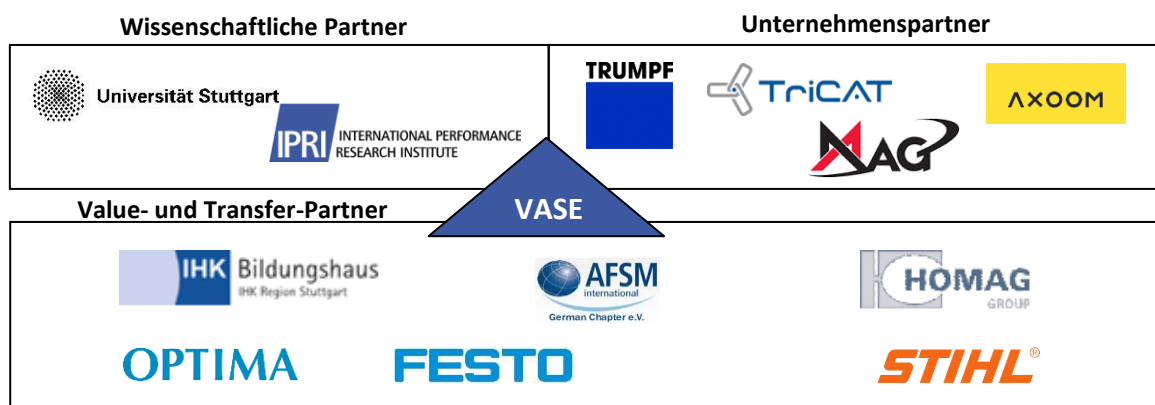 Wissenschaftliche Partner
Unternehmenspartner
Universität Stuttgart
IPRI INTERNATIONAL PERFORMANCE
RESEARCH INSTITUTE
TRUMPF
TriCAT
AXOOM
MAG
VASE
Value- und Transfer-Partner
IHK Bildungshaus
IHK Region Stuttgart
AFSM
international
German Chapter e.V.
HOMAG
GROUP
OPTIMA
FESTO
STIHL®